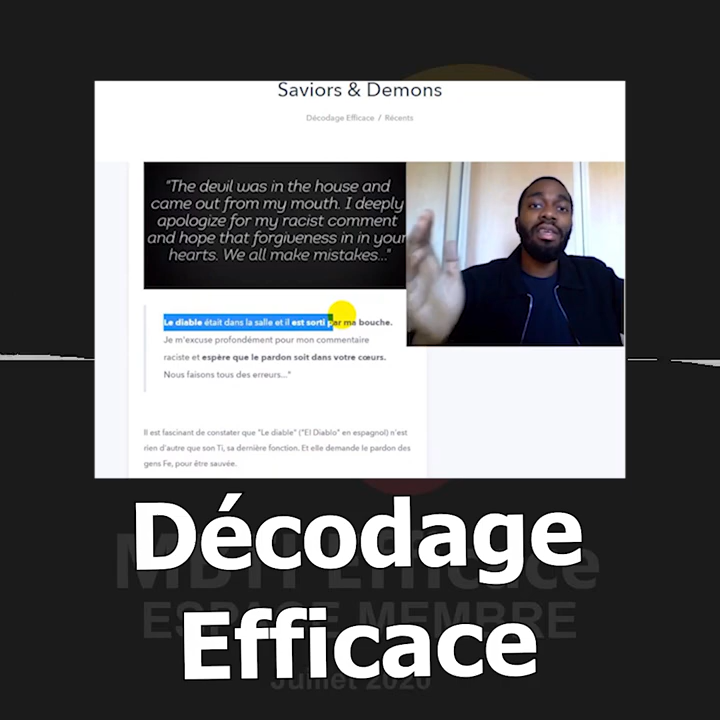 Saviors & Demons
Décodage Efficace / Récents
"The devil was in the house and
came out from my mouth. I deeply
apologize for my racist comment
and hope that forgiveness in in your
hearts. We all make mistakes..."
Le diable était dans la salle et il est sorti par ma bouche.
Je m'excuse profondément pour mon commentaire
raciste et espère que le pardon soit dans votre cœurs.
Nous faisons tous des erreurs..."
Il est fascinant de constater que "Le diable" ("El Diablo" en espagnol) n'est
rien d'autre que son Ti, sa dernière fonction. Et elle demande le pardon des
gens Fe, pour être sauvée.
Décodage
MBTI Efficace
ESPACE MEMBRE
Efficace
Juillet 2020